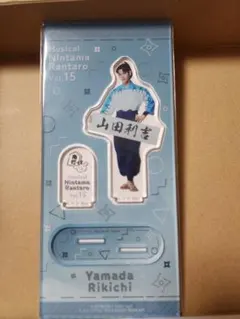 Musical
Nintama
Rantaro
Vol.15
山田利吉
Musical
Nintama
Rantaro
Vol.15
Yamada
Rikichi